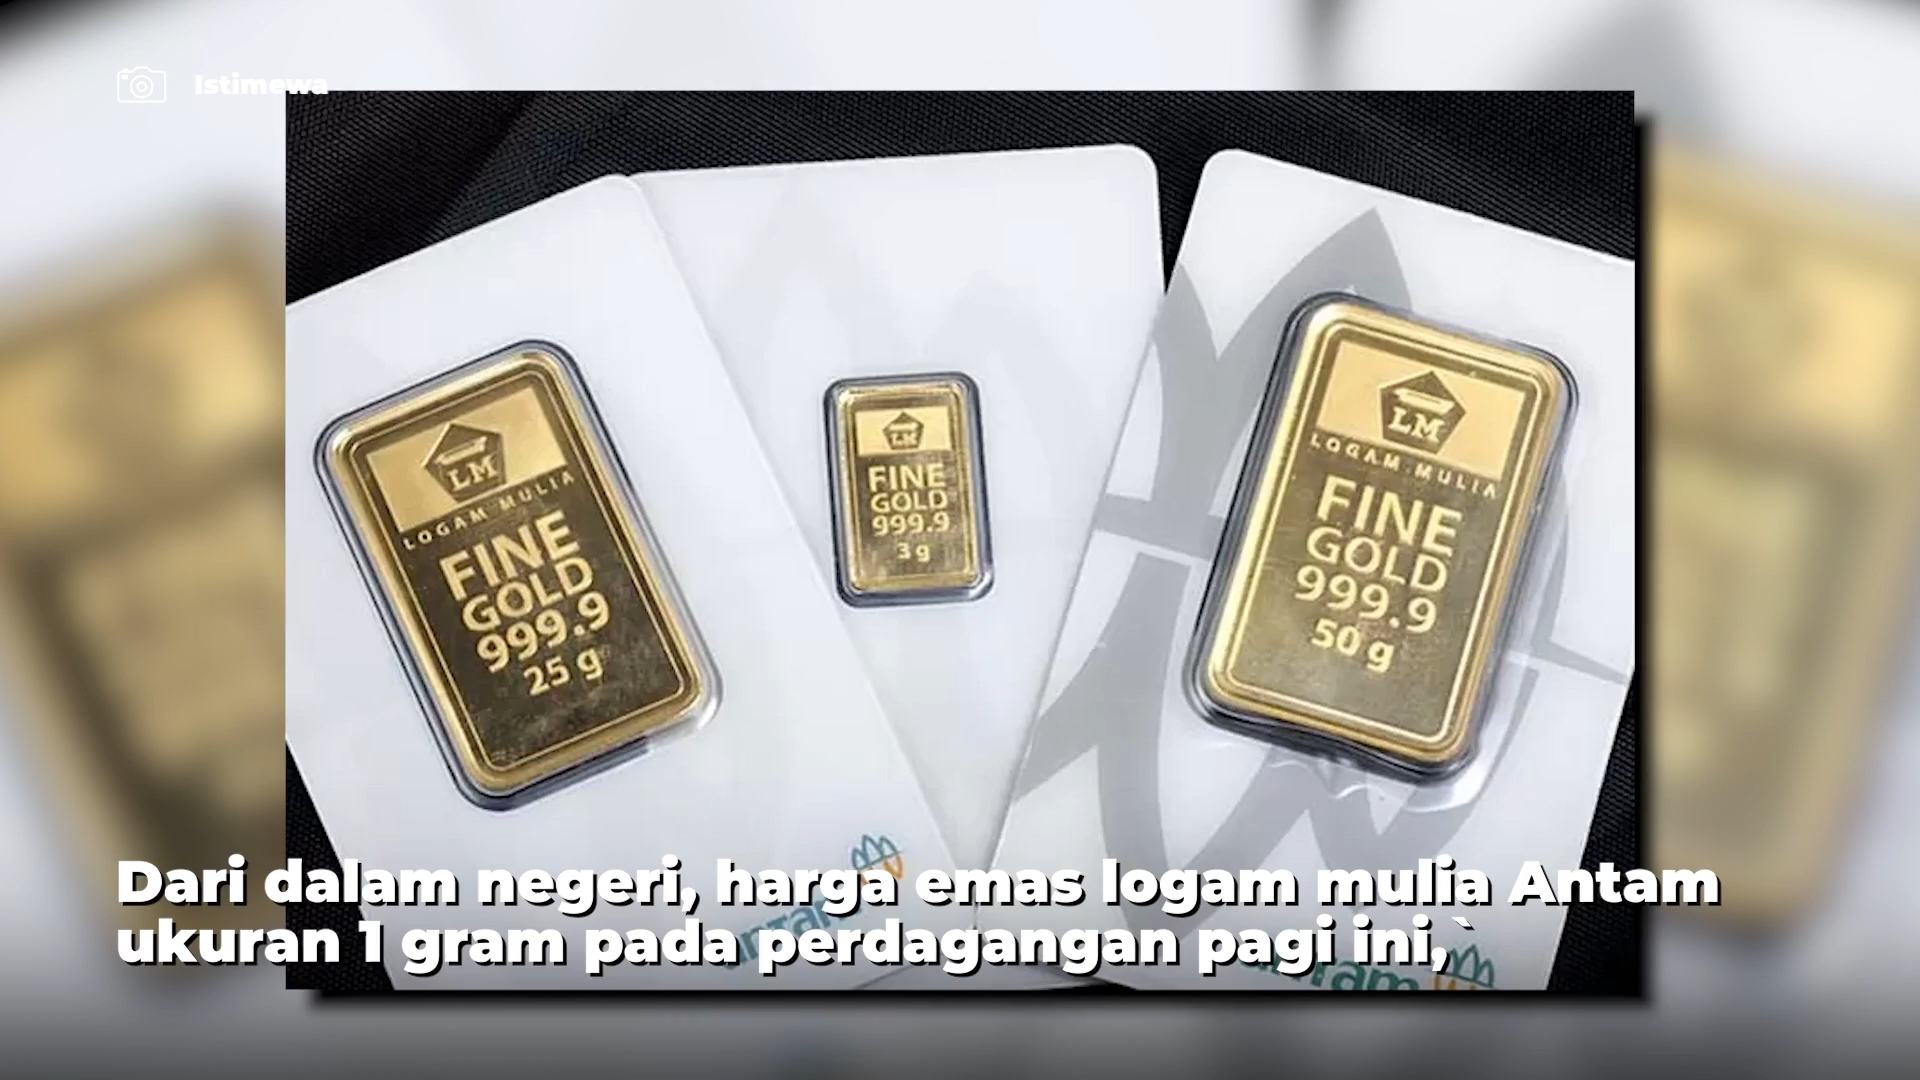 Istimewa
LM
LOGAM MULIA
FINE
GOLD
999.9
25 g
LM
FINE
GOLD
999.9
3 g
LM
LOGAM MULIA
FINE
GOLD
999.9
50 g
antam
antam
Dari dalam negeri, harga emas logam mulia Antam
ukuran 1 gram pada perdagangan pagi ini,`